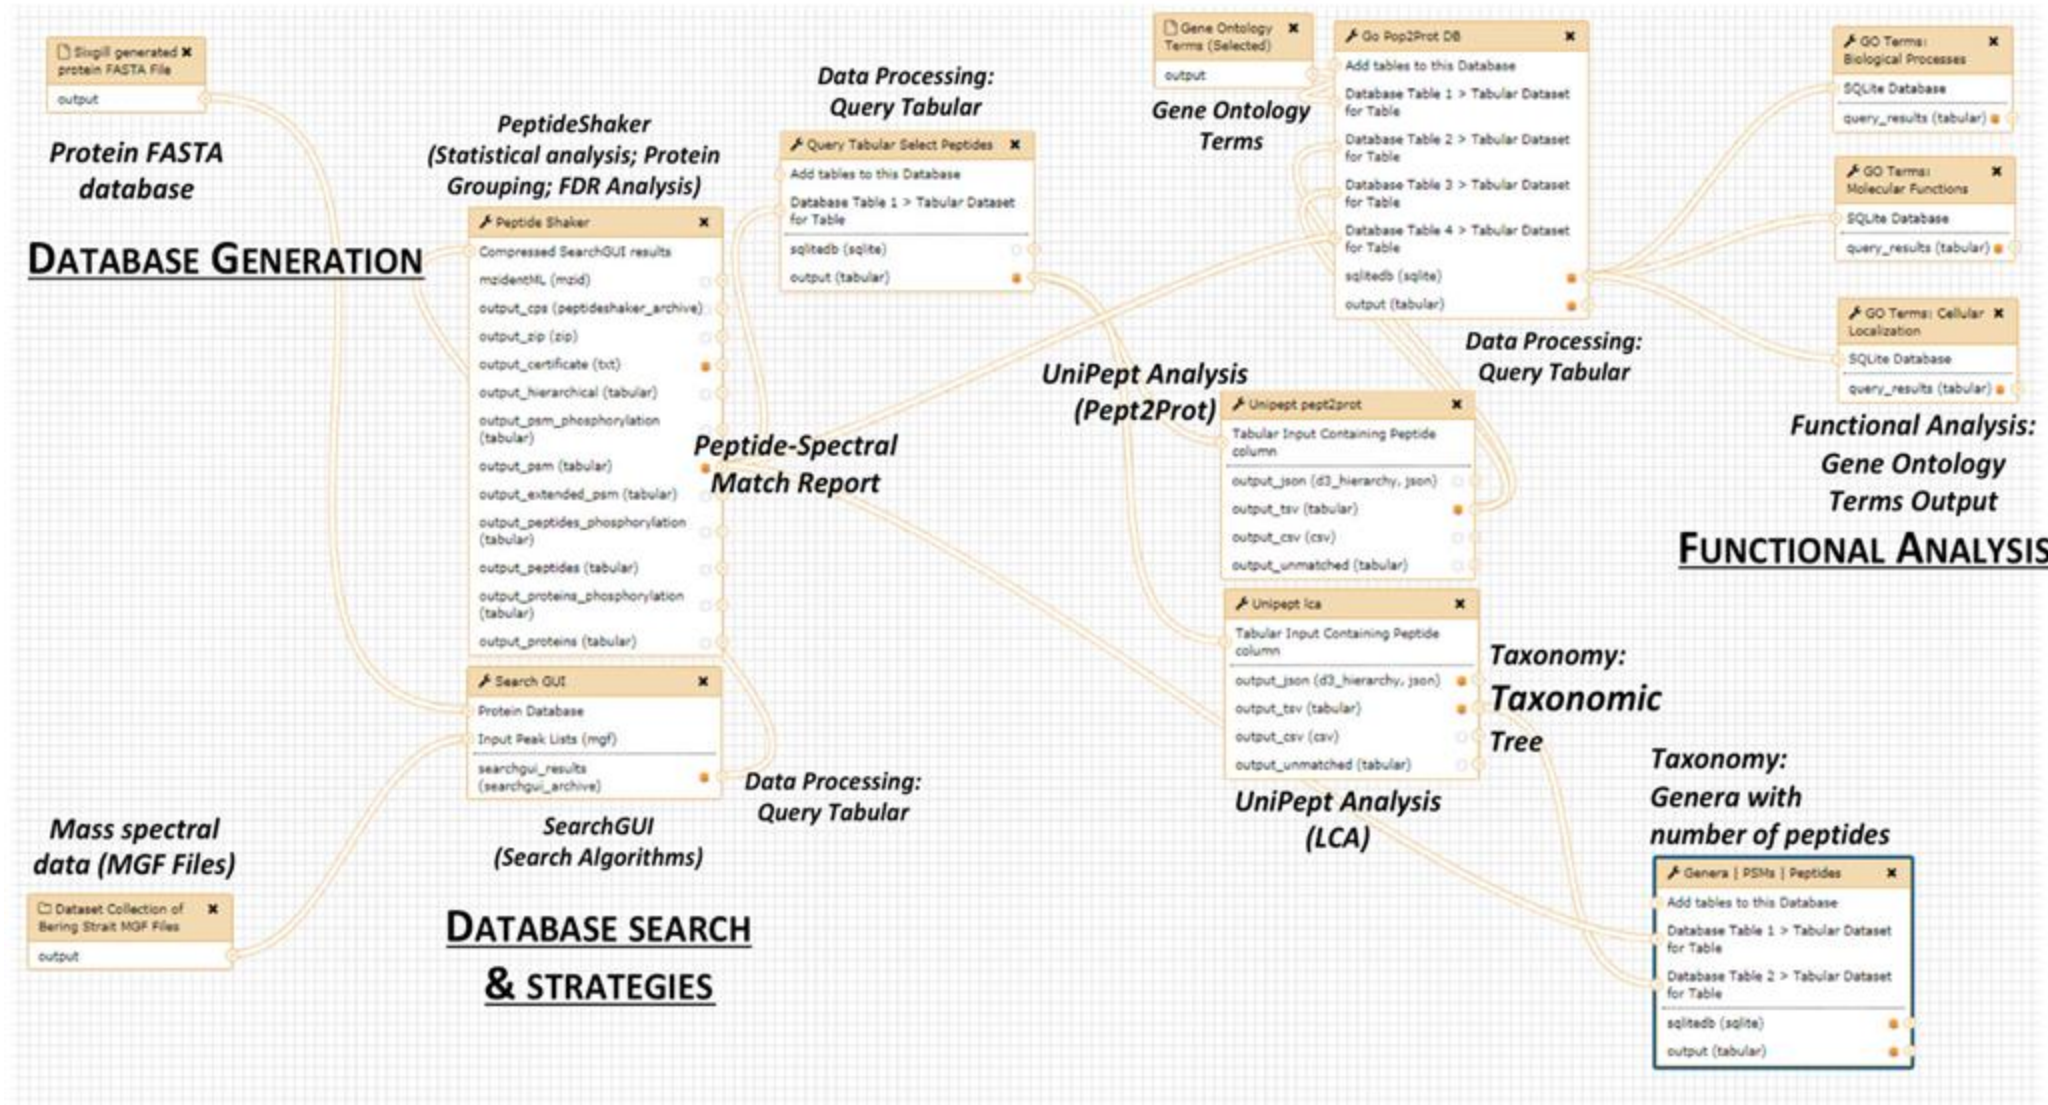 Sixgill generated
protein FASTA File
output
Protein FASTA
database
DATABASE GENERATION
PeptideShaker
(Statistical analysis; Protein
Grouping; FDR Analysis)
Peptide Shaker
Compressed SearchGUI results
mzidentML (mzid)
output_cps (peptideshaker_archive)
output_zip (zip)
output_certificate (txt)
output_hierarchical (tabular)
output_psm_phosphorylation
(tabular)
output_psm (tabular)
output_extended_psm (tabular)
output_peptides_phosphorylation
(tabular)
output_peptides (tabular)
output_proteins_phosphorylation
(tabular)
output_proteins (tabular)
Search GUI
Protein Database
Input Peak Lists (mgf)
searchgui_results
(searchgui_archive)
SearchGUI
(Search Algorithms)
Data Processing:
Query Tabular
Mass spectral
data (MGF Files)
Dataset Collection of
Bering Strait MGF Files
output
DATABASE SEARCH
& STRATEGIES
Data Processing:
Query Tabular
Query Tabular Select Peptides
Add tables to this Database
Database Table 1 > Tabular Dataset
for Table
sqlitedb (sqlite)
output (tabular)
Peptide-Spectral
Match Report
Gene Ontology
Terms (Selected)
output
Gene Ontology
Terms
Go Pop2Prot DB
Add tables to this Database
Database Table 1 > Tabular Dataset
for Table
Database Table 2 > Tabular Dataset
for Table
Database Table 3 > Tabular Dataset
for Table
Database Table 4 > Tabular Dataset
for Table
sqlitedb (sqlite)
output (tabular)
Data Processing:
Query Tabular
UniPept Analysis
(Pept2Prot)
Unipept pept2prot
Tabular Input Containing Peptide
column
output_json (d3_hierarchy, json)
output_tsv (tabular)
output_csv (csv)
output_unmatched (tabular)
Unipept lca
Tabular Input Containing Peptide
column
output_json (d3_hierarchy, json)
output_tsv (tabular)
output_csv (csv)
output_unmatched (tabular)
UniPept Analysis
(LCA)
Taxonomy:
Taxonomic
Tree
GO Terms:
Biological Processes
SQLite Database
query_results (tabular)
GO Terms:
Molecular Functions
SQLite Database
query_results (tabular)
GO Terms: Cellular
Localization
SQLite Database
query_results (tabular)
Functional Analysis:
Gene Ontology
Terms Output
FUNCTIONAL ANALYSIS
Taxonomy:
Genera with
number of peptides
Genera | PSMs | Peptides
Add tables to this Database
Database Table 1 > Tabular Dataset
for Table
Database Table 2 > Tabular Dataset
for Table
sqlitedb (sqlite)
output (tabular)